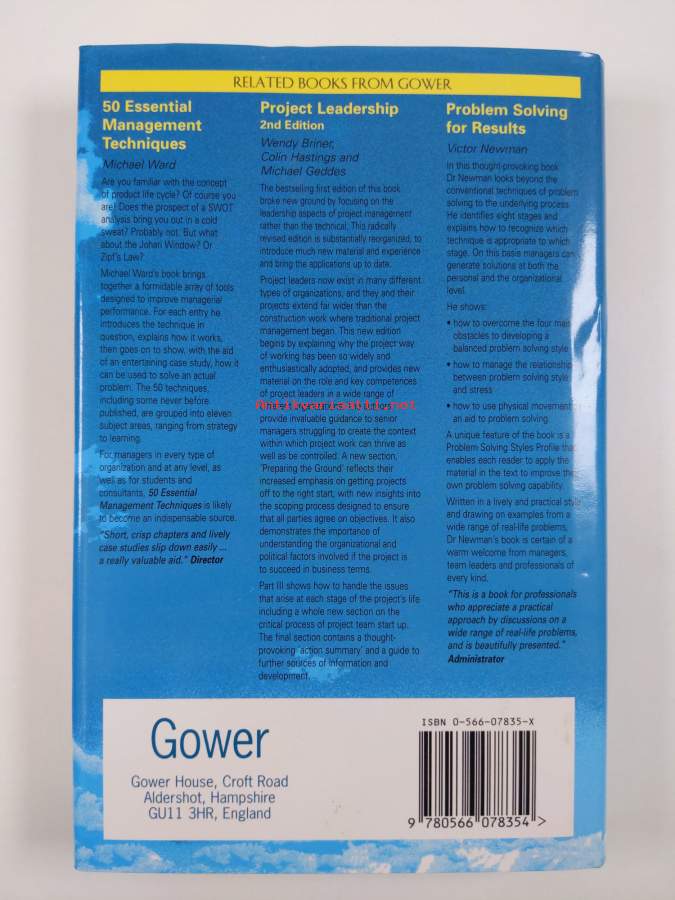 RELATED BOOKS FROM GOWER
50 Essential
Management
Techniques
Michael Ward
Are you familiar with the concept
of product life cycle? Of course you
are! Does the prospect of a SWOT
analysis bring you out in a cold
sweat? Probably not. But what
about the Johari Window? Or
Zipf's Law?
Michael Ward's book brings
together a formidable array of tools
designed to improve managerial
performance. For each entry he
introduces the technique in
question, explains how it works,
then goes on to show, with the aid
of an entertaining case study, how it
can be used to solve an actual
problem. The 50 techniques,
including some never before
published, are grouped into eleven
subject areas, ranging from strategy
to learning.
For managers in every type of
organization and at any level, as
well as for students and
consultants, 50 Essential
Management Techniques is likely
to become an indispensable source.
"Short, crisp chapters and lively
case studies slip down easily ...
a really valuable aid." Director
Project Leadership
2nd Edition
Wendy Briner,
Colin Hastings and
Michael Geddes
The bestselling first edition of this book
broke new ground by focusing on the
leadership aspects of project management
rather than the technical. This radically
revised edition is substantially reorganized, to
introduce much new material and experience
and bring the applications up to date.
Project leaders now exist in many different
types of organizations, and they and their
projects extend far wider than the
construction work where traditional project
management began. This new edition
begins by explaining why the project way
of working has been so widely and
enthusiastically adopted, and provides new
material on the role and key competences
of project leaders in a wide range of
Antikvariaatti.net
provide invaluable guidance to senior
managers struggling to create the context
within which project work can thrive as
well as be controlled. A new section,
'Preparing the Ground' reflects their
increased emphasis on getting projects
off to the right start, with new insights into
the scoping process designed to ensure
that all parties agree on objectives. It also
demonstrates the importance of
understanding the organizational and
political factors involved if the project is
to succeed in business terms.
Part III shows how to handle the issues
that arise at each stage of the project's life
including a whole new section on the
critical process of project team start up.
The final section contains a thought-
provoking 'action summary' and a guide to
further sources of information and
development.
Problem Solving
for Results
Victor Newman
In this thought-provoking book
Dr Newman looks beyond the
conventional techniques of problem
solving to the underlying process.
He identifies eight stages and
explains how to recognize which
technique is appropriate to which
stage. On this basis managers can
generate solutions at both the
personal and the organizational
level.
He shows:
• how to overcome the four main
obstacles to developing a
balanced problem solving style
• how to manage the relationship
between problem solving style
and stress
• how to use physical movement
an aid to problem solving.
A unique feature of the book is a
Problem Solving Styles Profile that
enables each reader to apply the
material in the text to improve their
own problem solving capability.
Written in a lively and practical style
and drawing on examples from a
wide range of real-life problems,
Dr Newman's book is certain of a
warm welcome from managers,
team leaders and professionals of
every kind.
"This is a book for professionals
who appreciate a practical
approach by discussions on a
wide range of real-life problems,
and is beautifully presented."
Administrator
Gower
Gower House, Croft Road
Aldershot, Hampshire
GU11 3HR, England
ISBN 0-566-07835-X
9 780566 078354 >